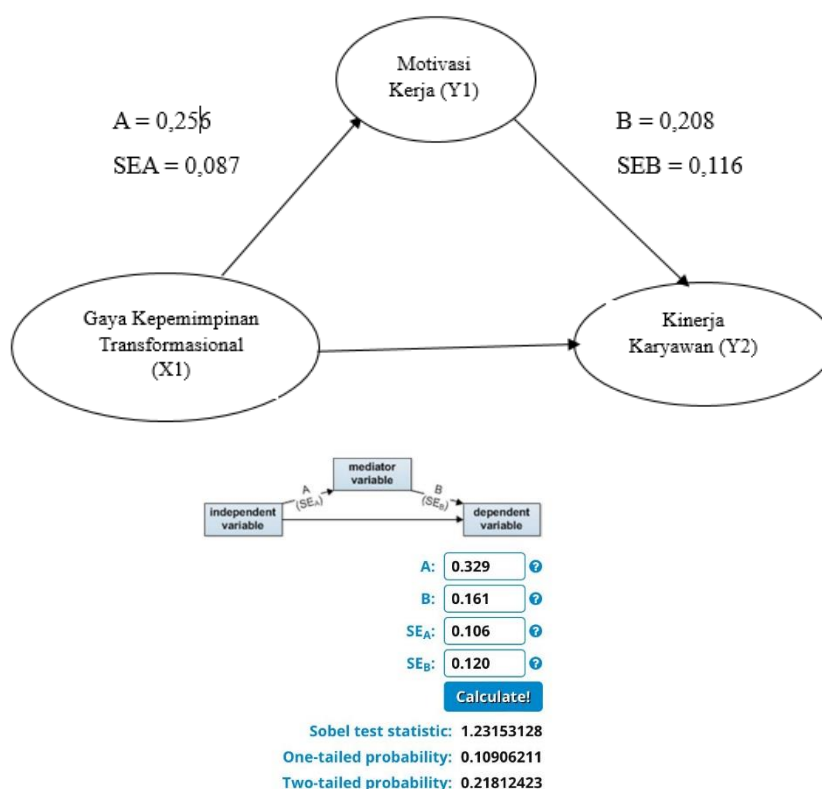 Motivasi
Kerja (Y1)
A = 0,256
SEA = 0,087
B = 0,208
SEB = 0,116
Gaya Kepemimpinan
Transformasional
(X1)
Kinerja
Karyawan (Y2)
mediator
variable
A
(SEA)
B
(SEB)
independent
variable
dependent
variable
A: 0.329 ?
B: 0.161 ?
SEA: 0.106 ?
SEB: 0.120 ?
Calculate!
Sobel test statistic: 1.23153128
One-tailed probability: 0.10906211
Two-tailed probability: 0.21812423